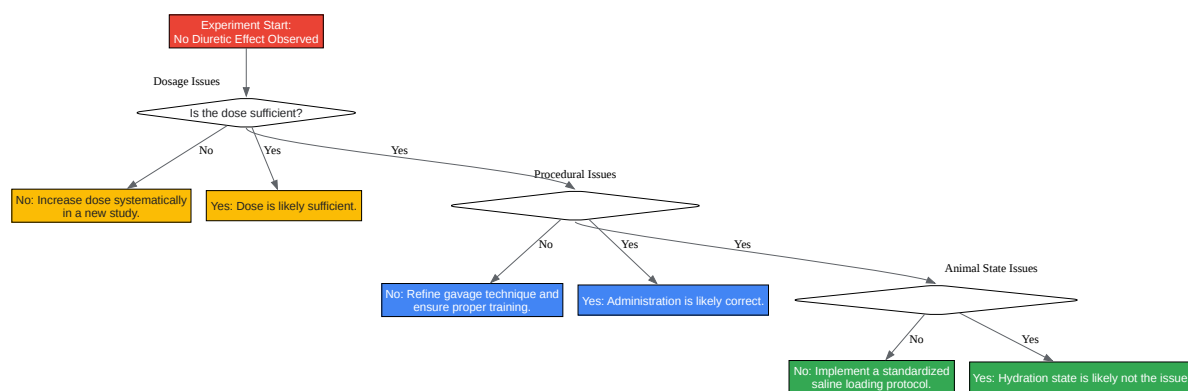 Experiment Start:
No Diuretic Effect Observed
Dosage Issues
Is the dose sufficient?
No
Yes
Yes
Procedural Issues
No: Increase dose systematically
in a new study.
Yes: Dose is likely sufficient.
No
Yes
Yes
Animal State Issues
No: Refine gavage technique and
ensure proper training.
Yes: Administration is likely correct.
No
Yes
No: Implement a standardized
saline loading protocol.
Yes: Hydration state is likely not the issue